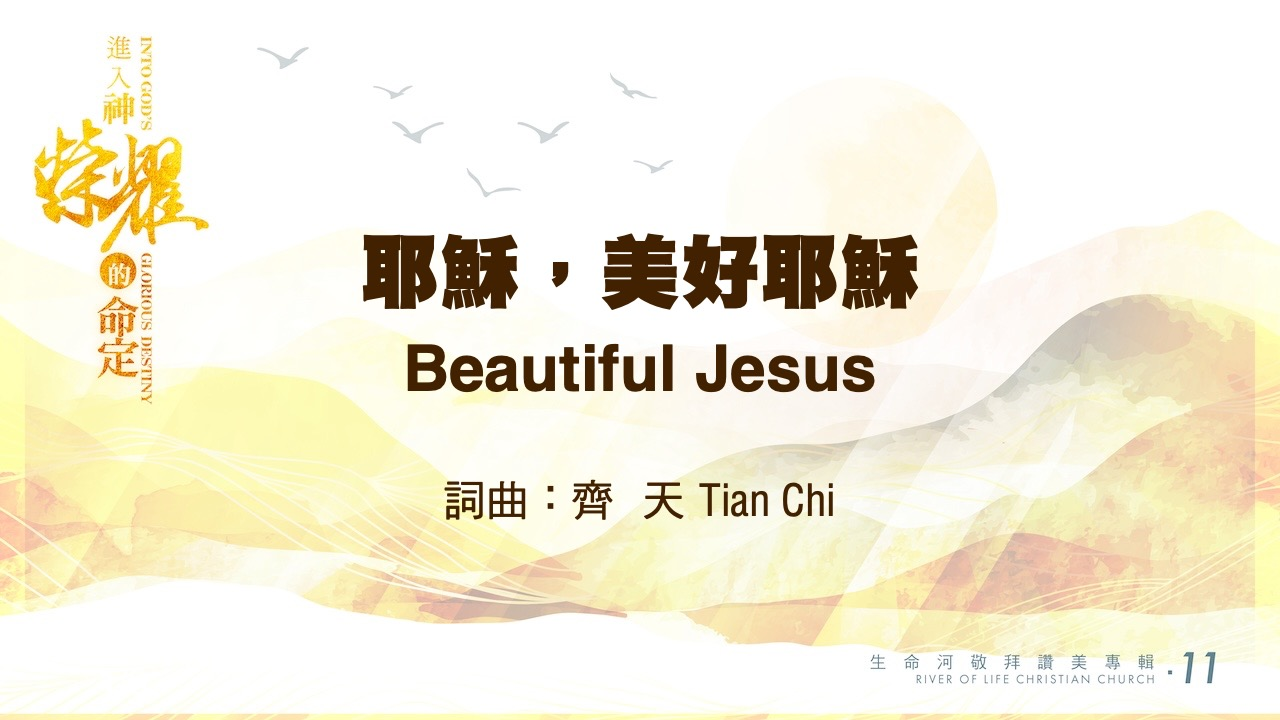 進入神
榮耀
的
命定
INTO GOD'S
GLORIOUS DESTINY
耶穌，美好耶穌
Beautiful Jesus
詞曲：齊 天 Tian Chi
生命河敬拜讚美專輯
RIVER OF LIFE CHRISTIAN CHURCH
·11